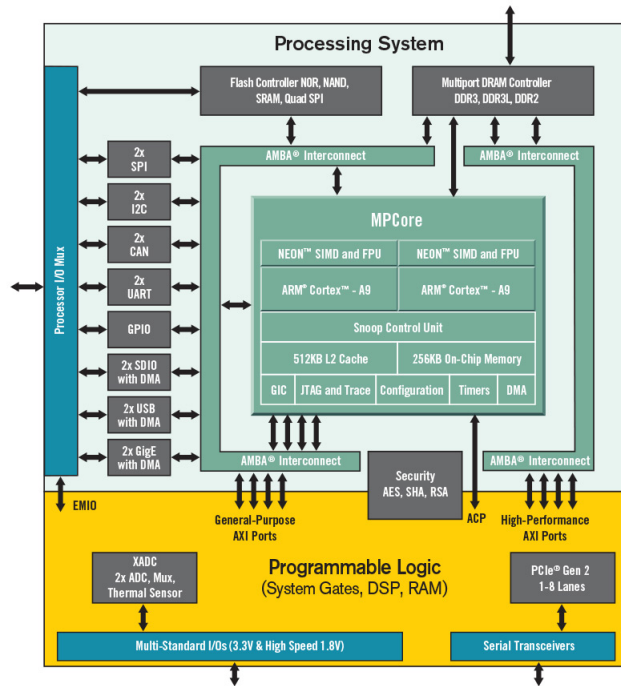 Processing System
Flash Controller NOR, NAND,
SRAM, Quad SPI
Multiport DRAM Controller
DDR3, DDR3L, DDR2
AMBA® Interconnect
AMBA® Interconnect
Processor I/O Mux
2x
SPI
2x
I2C
2x
CAN
2x
UART
GPIO
2x SDIO
with DMA
2x USB
with DMA
2x GigE
with DMA
MPCore
NEON™ SIMD and FPU
NEON™ SIMD and FPU
ARM® Cortex™ - A9
ARM® Cortex™ - A9
Snoop Control Unit
512KB L2 Cache
256KB On-Chip Memory
GIC
JTAG and Trace
Configuration
Timers
DMA
AMBA® Interconnect
AMBA® Interconnect
Security
AES, SHA, RSA
EMIO
General-Purpose
AXI Ports
ACP
High-Performance
AXI Ports
XADC
2x ADC, Mux,
Thermal Sensor
Programmable Logic
(System Gates, DSP, RAM)
PCIe® Gen 2
1-8 Lanes
Multi-Standard I/Os (3.3V & High Speed 1.8V)
Serial Transceivers